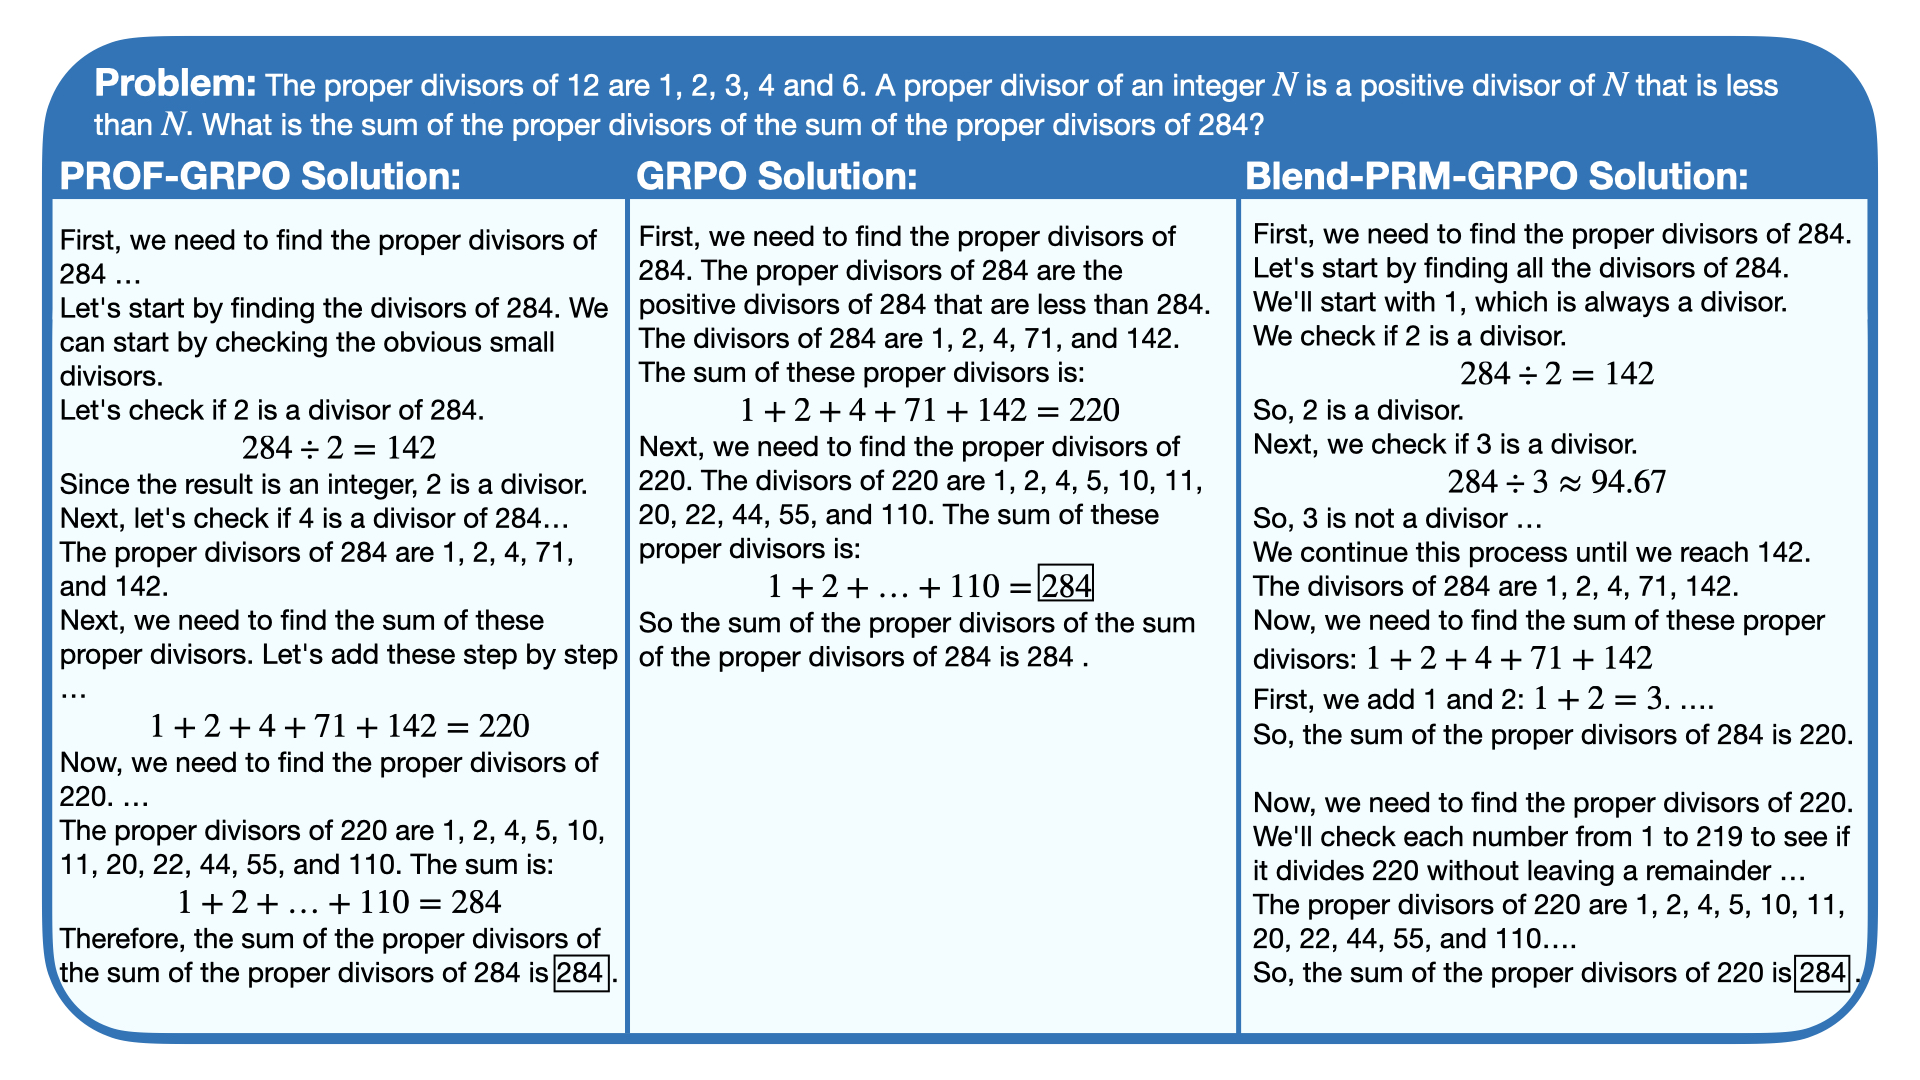 Problem: The proper divisors of 12 are 1, 2, 3, 4 and 6. A proper divisor of an integer N is a positive divisor of N that is less
than N. What is the sum of the proper divisors of the sum of the proper divisors of 284?
PROF-GRPO Solution:
First, we need to find the proper divisors of
284 …
Let's start by finding the divisors of 284. We
can start by checking the obvious small
divisors.
Let's check if 2 is a divisor of 284.
284 ÷ 2 = 142
Since the result is an integer, 2 is a divisor.
Next, let's check if 4 is a divisor of 284…
The proper divisors of 284 are 1, 2, 4, 71,
and 142.
Next, we need to find the sum of these
proper divisors. Let's add these step by step
…
1 + 2 + 4 + 71 + 142 = 220
Now, we need to find the proper divisors of
220. …
The proper divisors of 220 are 1, 2, 4, 5, 10,
11, 20, 22, 44, 55, and 110. The sum is:
1 + 2 + … + 110 = 284
Therefore, the sum of the proper divisors of
the sum of the proper divisors of 284 is 284 .
GRPO Solution:
First, we need to find the proper divisors of
284. The proper divisors of 284 are the
positive divisors of 284 that are less than 284.
The divisors of 284 are 1, 2, 4, 71, and 142.
The sum of these proper divisors is:
1 + 2 + 4 + 71 + 142 = 220
Next, we need to find the proper divisors of
220. The divisors of 220 are 1, 2, 4, 5, 10, 11,
20, 22, 44, 55, and 110. The sum of these
proper divisors is:
1 + 2 + … + 110 = 284
So the sum of the proper divisors of the sum
of the proper divisors of 284 is 284 .
Blend-PRM-GRPO Solution:
First, we need to find the proper divisors of 284.
Let's start by finding all the divisors of 284.
We'll start with 1, which is always a divisor.
We check if 2 is a divisor.
284 ÷ 2 = 142
So, 2 is a divisor.
Next, we check if 3 is a divisor.
284 ÷ 3 ≈ 94.67
So, 3 is not a divisor …
We continue this process until we reach 142.
The divisors of 284 are 1, 2, 4, 71, 142.
Now, we need to find the sum of these proper
divisors: 1 + 2 + 4 + 71 + 142
First, we add 1 and 2: 1 + 2 = 3. ….
So, the sum of the proper divisors of 284 is 220.
Now, we need to find the proper divisors of 220.
We'll check each number from 1 to 219 to see if
it divides 220 without leaving a remainder …
The proper divisors of 220 are 1, 2, 4, 5, 10, 11,
20, 22, 44, 55, and 110….
So, the sum of the proper divisors of 220 is 284 .